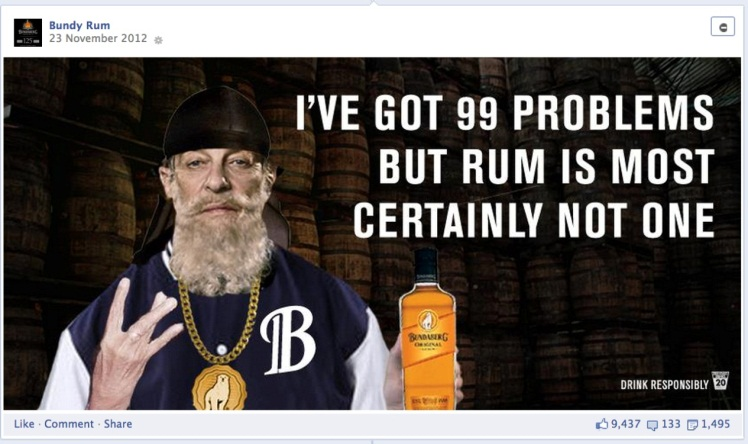 Bundy Rum
23 November 2012
I'VE GOT 99 PROBLEMS
BUT RUM IS MOST
CERTAINLY NOT ONE
B
BUNDABERG
ORIGINAL
DRINK RESPONSIBLY
20
Like · Comment · Share
9,437 133 1,495